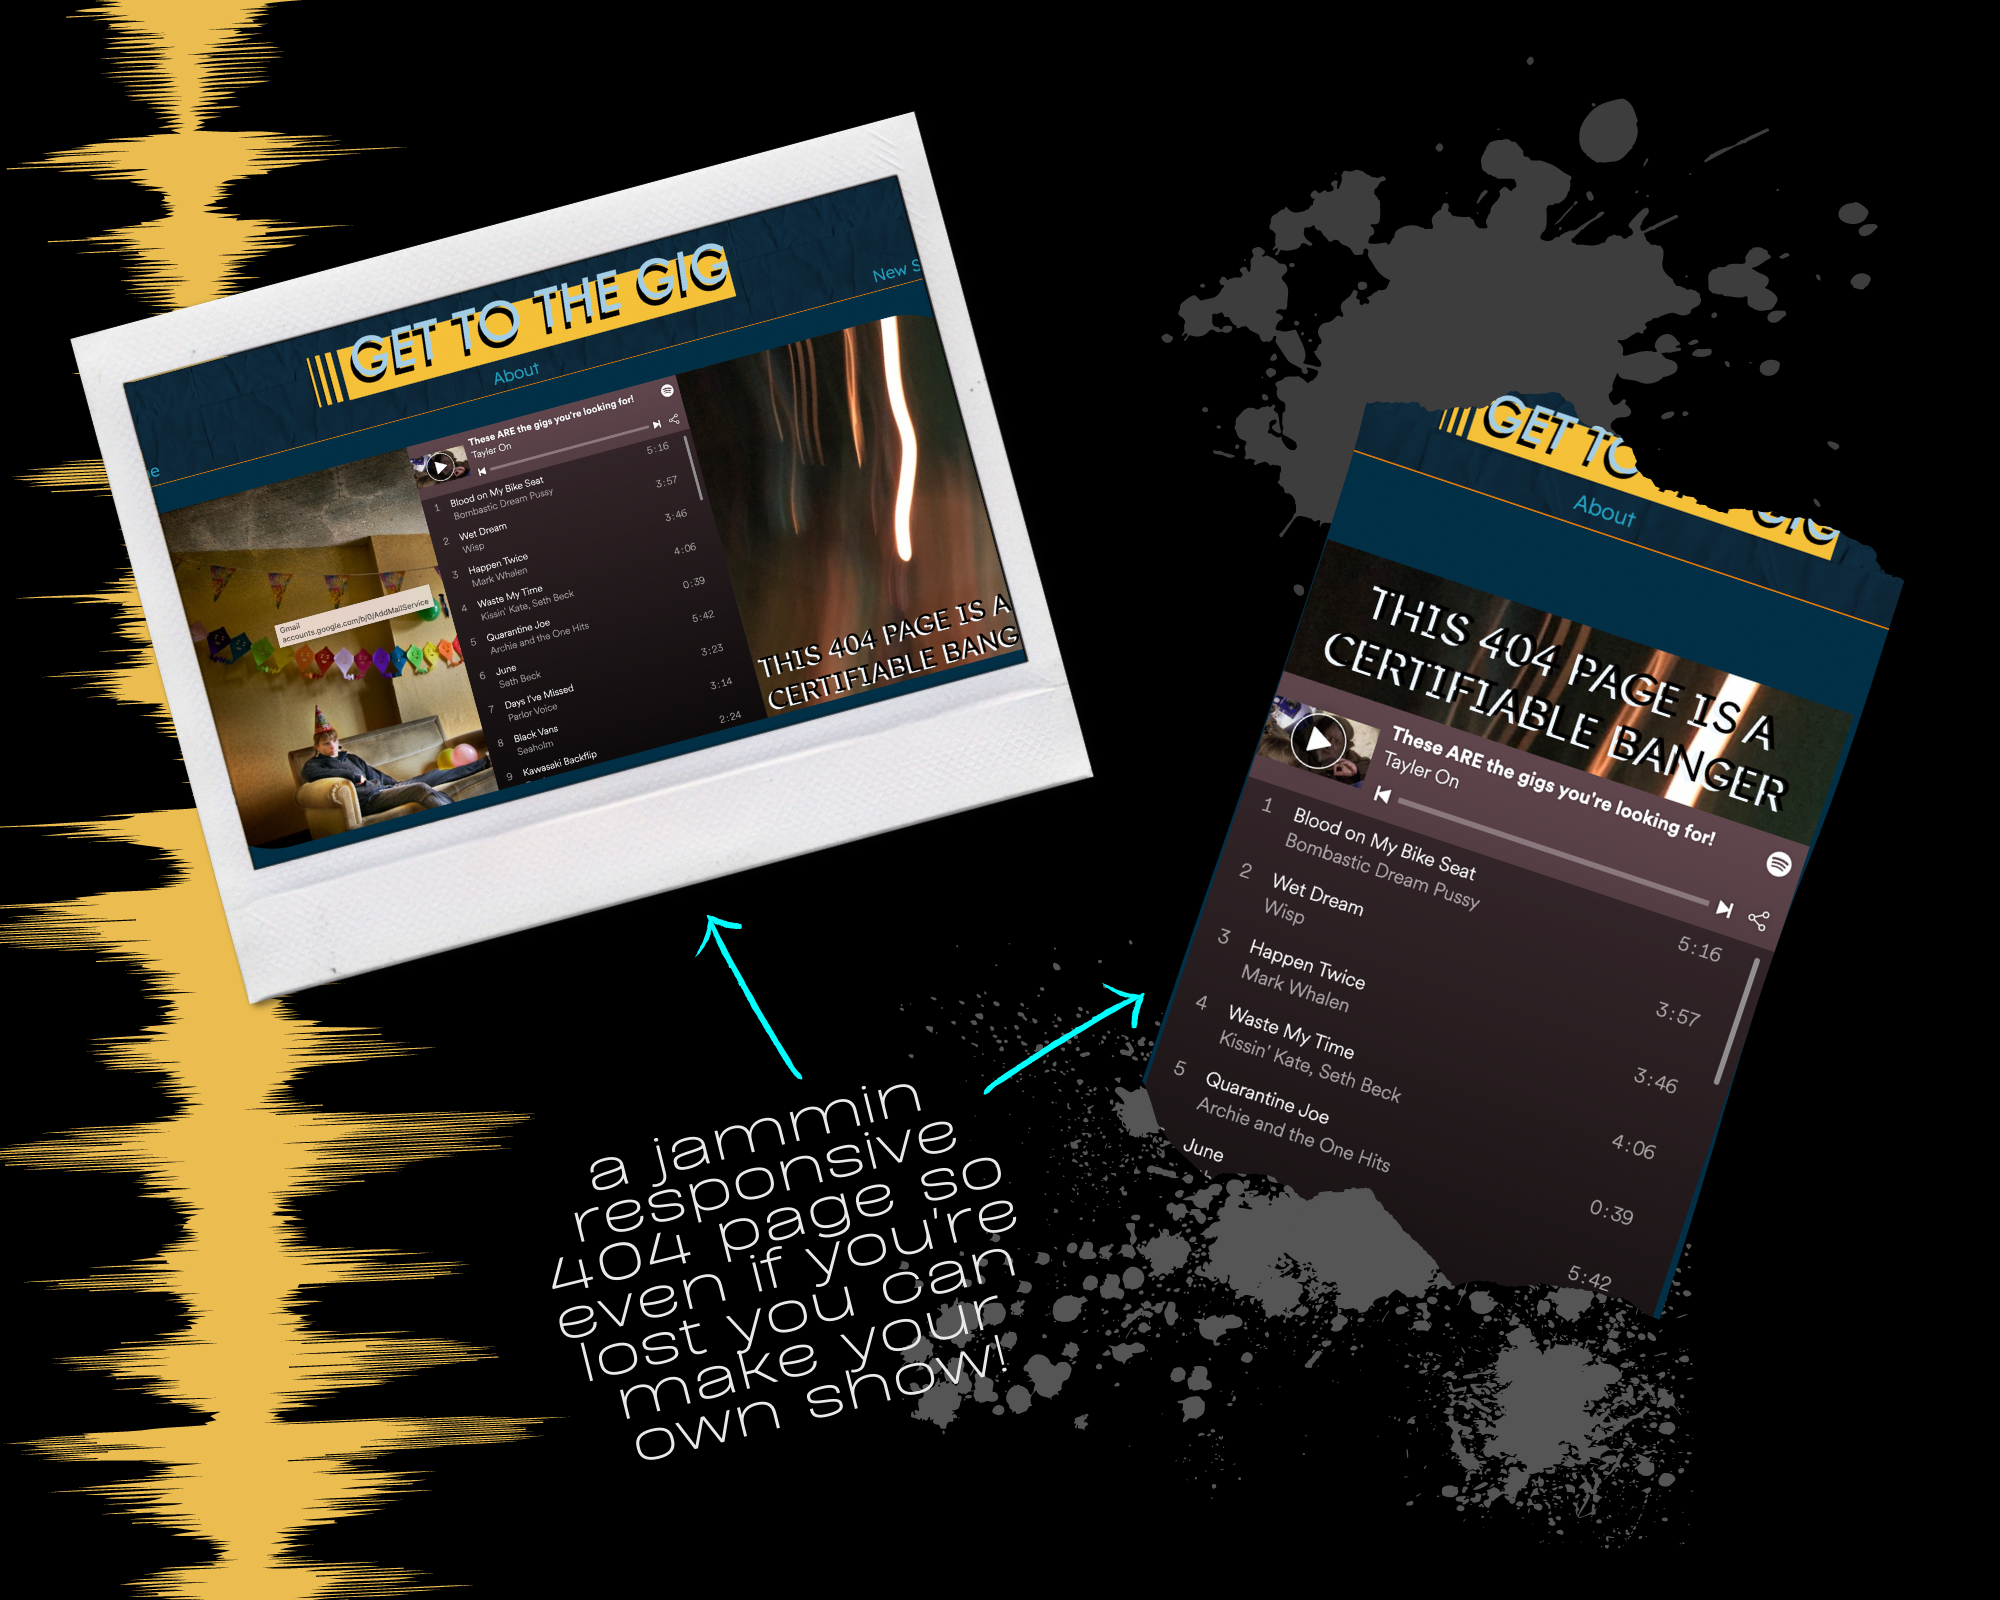 GET TO THE GIG
New S
About
e
These ARE the gigs you're looking for!
Tayler On
1 Blood on My Bike Seat 5:16
Bombastic Dream Pussy
2 Wet Dream 3:57
Wisp
3 Happen Twice 3:46
Mark Whalen
4 Waste My Time 4:06
Kissin' Kate, Seth Beck
5 Quarantine Joe 0:39
Archie and the One Hits
6 June 5:42
Seth Beck
7 Days I've Missed 3:23
Parlor Voice
8 Black Vans 3:14
Seaholm
9 Kawasaki Backflip 2:24
Gmail
accounts.google.com/b/0/AddMailService
THIS 404 PAGE IS A
CERTIFIABLE BANG
GET TO
GIG
About
THIS 404 PAGE IS A
CERTIFIABLE BANGER
These ARE the gigs you're looking for!
Tayler On
1 Blood on My Bike Seat 5:16
Bombastic Dream Pussy
2 Wet Dream 3:57
Wisp
3 Happen Twice 3:46
Mark Whalen
4 Waste My Time 4:06
Kissin' Kate, Seth Beck
5 Quarantine Joe 0:39
Archie and the One Hits
June 5:42
a jammin
responsive
404 page so
even if you're
lost you can
make your
own show!